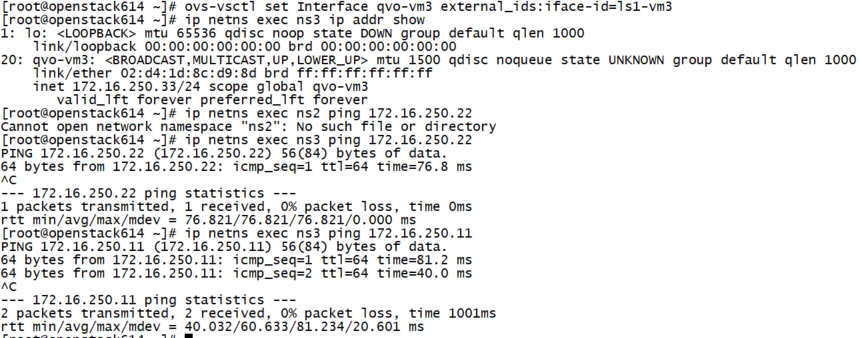 [root@openstack614 ~]# ovs-vsctl set Interface qvo-vm3 external_ids:iface-id=ls1-vm3
[root@openstack614 ~]# ip netns exec ns3 ip addr show
1: lo: <LOOPBACK> mtu 65536 qdisc noop state DOWN group default qlen 1000
    link/loopback 00:00:00:00:00:00 brd 00:00:00:00:00:00
20: qvo-vm3: <BROADCAST,MULTICAST,UP,LOWER_UP> mtu 1500 qdisc noqueue state UNKNOWN group default qlen 1000
    link/ether 02:d4:1d:8c:d9:8d brd ff:ff:ff:ff:ff:ff
    inet 172.16.250.33/24 scope global qvo-vm3
       valid_lft forever preferred_lft forever
[root@openstack614 ~]# ip netns exec ns2 ping 172.16.250.22
Cannot open network namespace "ns2": No such file or directory
[root@openstack614 ~]# ip netns exec ns3 ping 172.16.250.22
PING 172.16.250.22 (172.16.250.22) 56(84) bytes of data.
64 bytes from 172.16.250.22: icmp_seq=1 ttl=64 time=76.8 ms
^C
--- 172.16.250.22 ping statistics ---
1 packets transmitted, 1 received, 0% packet loss, time 0ms
rtt min/avg/max/mdev = 76.821/76.821/76.821/0.000 ms
[root@openstack614 ~]# ip netns exec ns3 ping 172.16.250.11
PING 172.16.250.11 (172.16.250.11) 56(84) bytes of data.
64 bytes from 172.16.250.11: icmp_seq=1 ttl=64 time=81.2 ms
64 bytes from 172.16.250.11: icmp_seq=2 ttl=64 time=40.0 ms
^C
--- 172.16.250.11 ping statistics ---
2 packets transmitted, 2 received, 0% packet loss, time 1001ms
rtt min/avg/max/mdev = 40.032/60.633/81.234/20.601 ms
[root@openstack614 ~]#